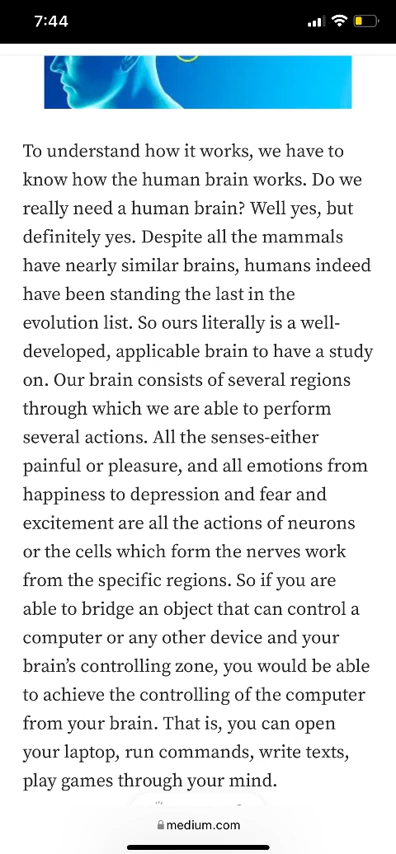 7:44
To understand how it works, we have to
know how the human brain works. Do we
really need a human brain? Well yes, but
definitely yes. Despite all the mammals
have nearly similar brains, humans indeed
have been standing the last in the
evolution list. So ours literally is a well-
developed, applicable brain to have a study
on. Our brain consists of several regions
through which we are able to perform
several actions. All the senses-either
painful or pleasure, and all emotions from
happiness to depression and fear and
excitement are all the actions of neurons
or the cells which form the nerves work
from the specific regions. So if you are
able to bridge an object that can control a
computer or any other device and your
brain’s controlling zone, you would be able
to achieve the controlling of the computer
from your brain. That is, you can open
your laptop, run commands, write texts,
play games through your mind.
medium.com